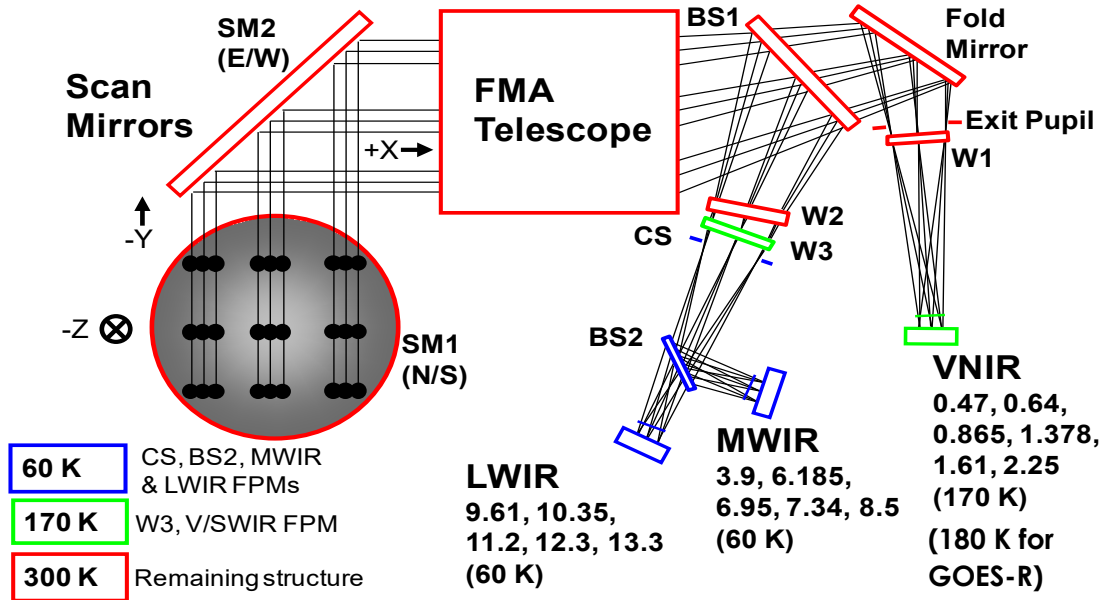 SM2
(E/W)
Scan
Mirrors
+X
-Y
-Z
SM1
(N/S)
FMA
Telescope
BS1
Fold
Mirror
Exit Pupil
W1
W2
W3
CS
BS2
LWIR
9.61, 10.35,
11.2, 12.3, 13.3
(60 K)
MWIR
3.9, 6.185,
6.95, 7.34, 8.5
(60 K)
VNIR
0.47, 0.64,
0.865, 1.378,
1.61, 2.25
(170 K)
(180 K for
GOES-R)
60 K
CS, BS2, MWIR
& LWIR FPMs
170 K
W3, V/SWIR FPM
300 K
Remaining structure